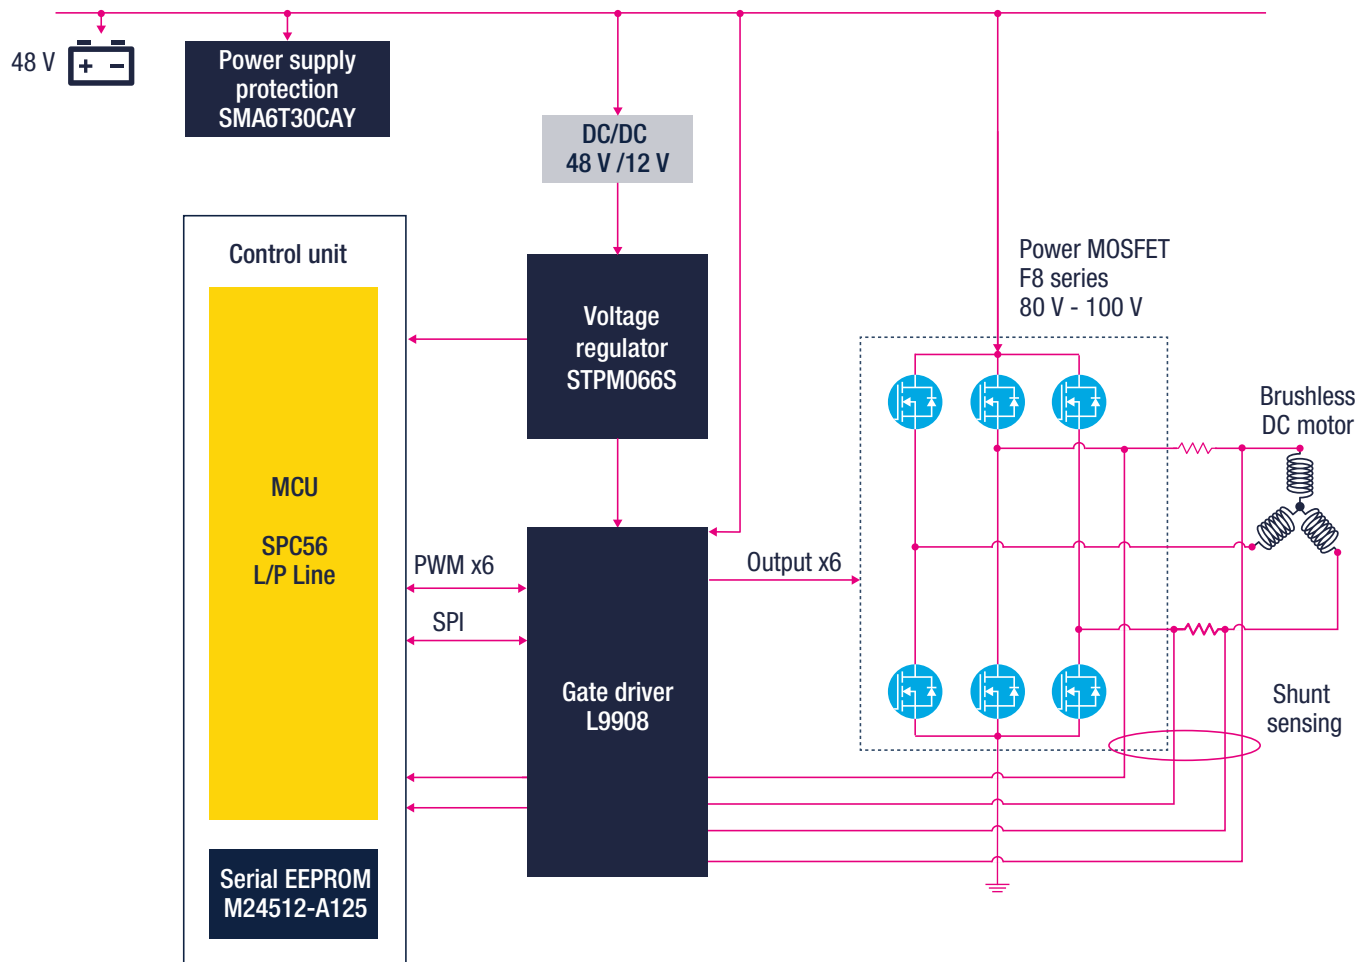 48 V
+ −
Power supply
protection
SMA6T30CAY
DC/DC
48 V /12 V
Control unit
Voltage
regulator
STPM066S
Power MOSFET
F8 series
80 V - 100 V
Brushless
DC motor
MCU
SPC56
L/P Line
PWM x6
SPI
Output x6
Gate driver
L9908
Shunt
sensing
Serial EEPROM
M24512-A125